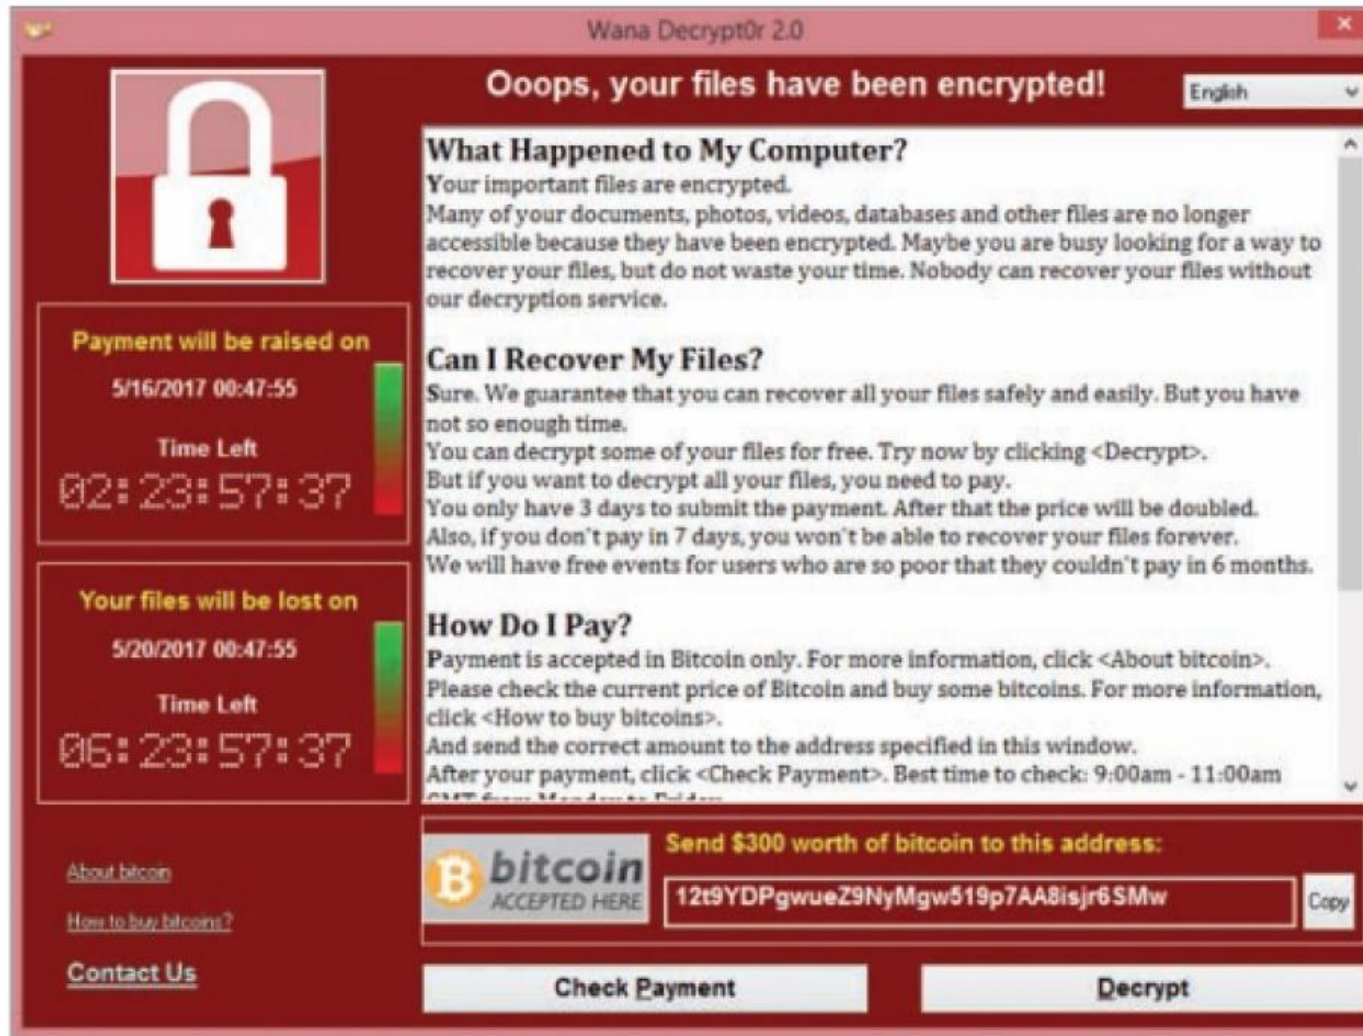 Wana Decrypt0r 2.0
Ooops, your files have been encrypted!
English
What Happened to My Computer?
Your important files are encrypted.
Many of your documents, photos, videos, databases and other files are no longer
accessible because they have been encrypted. Maybe you are busy looking for a way to
recover your files, but do not waste your time. Nobody can recover your files without
our decryption service.
Can I Recover My Files?
Sure. We guarantee that you can recover all your files safely and easily. But you have
not so enough time.
You can decrypt some of your files for free. Try now by clicking <Decrypt>.
But if you want to decrypt all your files, you need to pay.
You only have 3 days to submit the payment. After that the price will be doubled.
Also, if you don't pay in 7 days, you won't be able to recover your files forever.
We will have free events for users who are so poor that they couldn't pay in 6 months.
How Do I Pay?
Payment is accepted in Bitcoin only. For more information, click <About bitcoin>.
Please check the current price of Bitcoin and buy some bitcoins. For more information,
click <How to buy bitcoins>.
And send the correct amount to the address specified in this window.
After your payment, click <Check Payment>. Best time to check: 9:00am - 11:00am
GMT from Monday to Friday
Payment will be raised on
5/16/2017 00:47:55
Time Left
02:23:57:37
Your files will be lost on
5/20/2017 00:47:55
Time Left
06:23:57:37
About bitcoin
How to buy bitcoins?
Contact Us
bitcoin
ACCEPTED HERE
Send $300 worth of bitcoin to this address:
12t9YDPgwueZ9NyMgw519p7AA8isjr6SMw
Copy
Check Payment
Decrypt